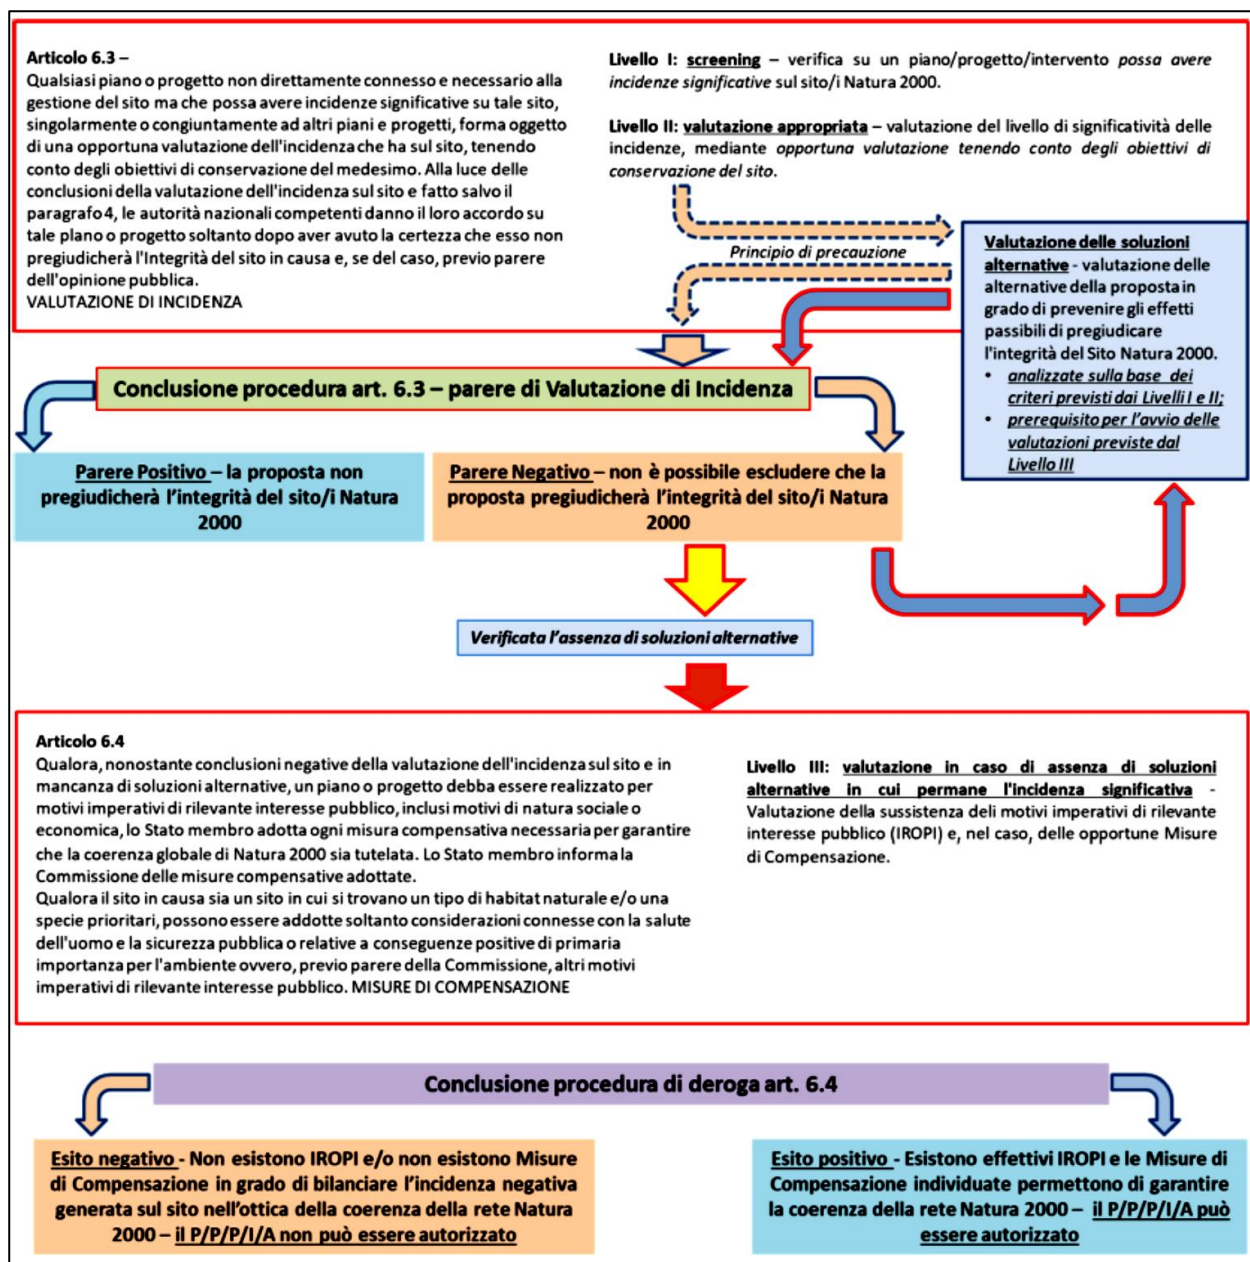 Articolo 6.3 –
Qualsiasi piano o progetto non direttamente connesso e necessario alla
gestione del sito ma che possa avere incidenze significative su tale sito,
singolarmente o congiuntamente ad altri piani e progetti, forma oggetto
di una opportuna valutazione dell'incidenza che ha sul sito, tenendo
conto degli obiettivi di conservazione del medesimo. Alla luce delle
conclusioni della valutazione dell'incidenza sul sito e fatto salvo il
paragrafo 4, le autorità nazionali competenti danno il loro accordo su
tale plano o progetto soltanto dopo aver avuto la certezza che esso non
pregiudicherà l'Integrità del sito in causa e, se del caso, previo parere
dell'opinione pubblica.
VALUTAZIONE DI INCIDENZA
Livello I: screening – verifica su un piano/progetto/intervento possa avere
incidenze significative sul sito/i Natura 2000.
Livello II: valutazione appropriata – valutazione del livello di significatività delle
incidenze, mediante opportuna valutazione tenendo conto degli obiettivi di
conservazione del sito.
Principio di precauzione
Valutazione delle soluzioni
alternative - valutazione delle
alternative della proposta in
grado di prevenire gli effetti
passibili di pregiudicare
l'integrità del Sito Natura 2000.
• analizzate sulla base dei
criteri previsti dai Livelli I e II;
• prerequisito per l'avvio delle
valutazioni previste dal
Livello III
Conclusione procedura art. 6.3 – parere di Valutazione di Incidenza
Parere Positivo – la proposta non
pregiudicherà l'integrità del sito/i Natura
2000
Parere Negativo – non è possibile escludere che la
proposta pregiudicherà l'integrità del sito/i Natura
2000
Verificata l'assenza di soluzioni alternative
Articolo 6.4
Qualora, nonostante conclusioni negative della valutazione dell'incidenza sul sito e in
mancanza di soluzioni alternative, un piano o progetto debba essere realizzato per
motivi imperativi di rilevante interesse pubblico, inclusi motivi di natura sociale o
economica, lo Stato membro adotta ogni misura compensativa necessaria per garantire
che la coerenza globale di Natura 2000 sia tutelata. Lo Stato membro informa la
Commissione delle misure compensative adottate.
Qualora il sito in causa sia un sito in cui si trovano un tipo di habitat naturale e/o una
specie prioritari, possono essere addotte soltanto considerazioni connesse con la salute
dell'uomo e la sicurezza pubblica o relative a conseguenze positive di primaria
importanza per l'ambiente ovvero, previo parere della Commissione, altri motivi
imperativi di rilevante interesse pubblico. MISURE DI COMPENSAZIONE
Livello III: valutazione in caso di assenza di soluzioni
alternative in cui permane l'incidenza significativa -
Valutazione della sussistenza deli motivi imperativi di rilevante
interesse pubblico (IROPI) e, nel caso, delle opportune Misure
di Compensazione.
Conclusione procedura di deroga art. 6.4
Esito negativo - Non esistono IROPI e/o non esistono Misure
di Compensazione in grado di bilanciare l'incidenza negativa
generata sul sito nell'ottica della coerenza della rete Natura
2000 – il P/P/P/I/A non può essere autorizzato
Esito positivo - Esistono effettivi IROPI e le Misure di
Compensazione individuate permettono di garantire
la coerenza della rete Natura 2000 – il P/P/P/I/A può
essere autorizzato